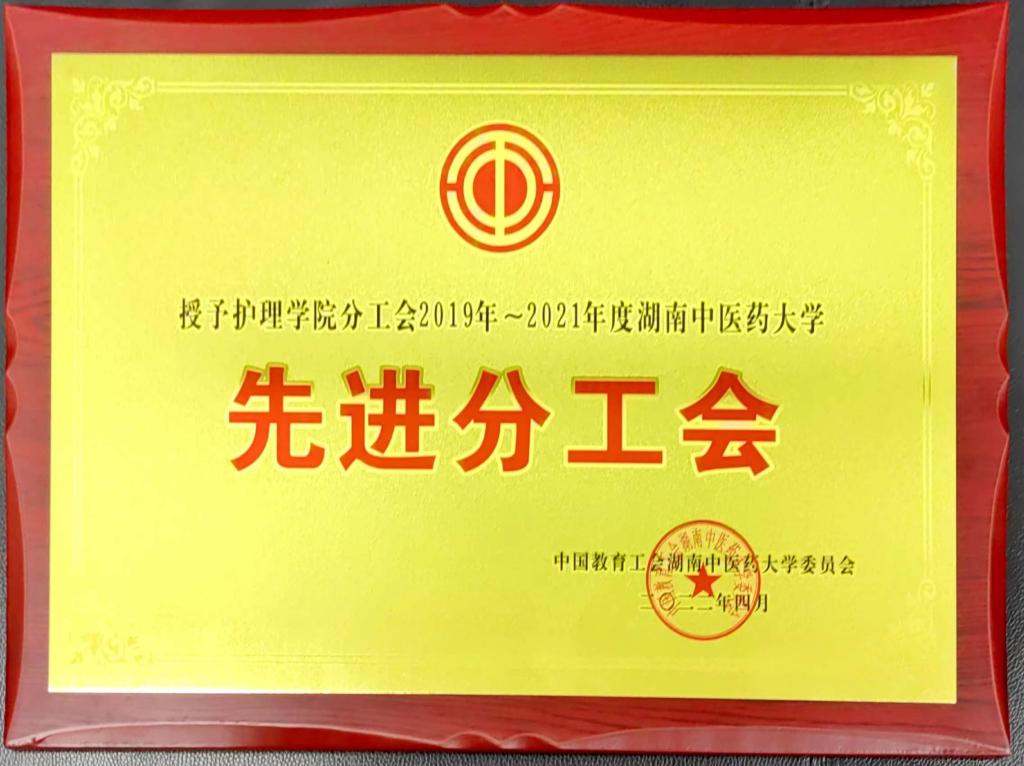 授予护理学院分工会2019年~2021年度湖南中医药大学
先进分工会
中国教育工会湖南中医药大学委员会
二〇二二年四月